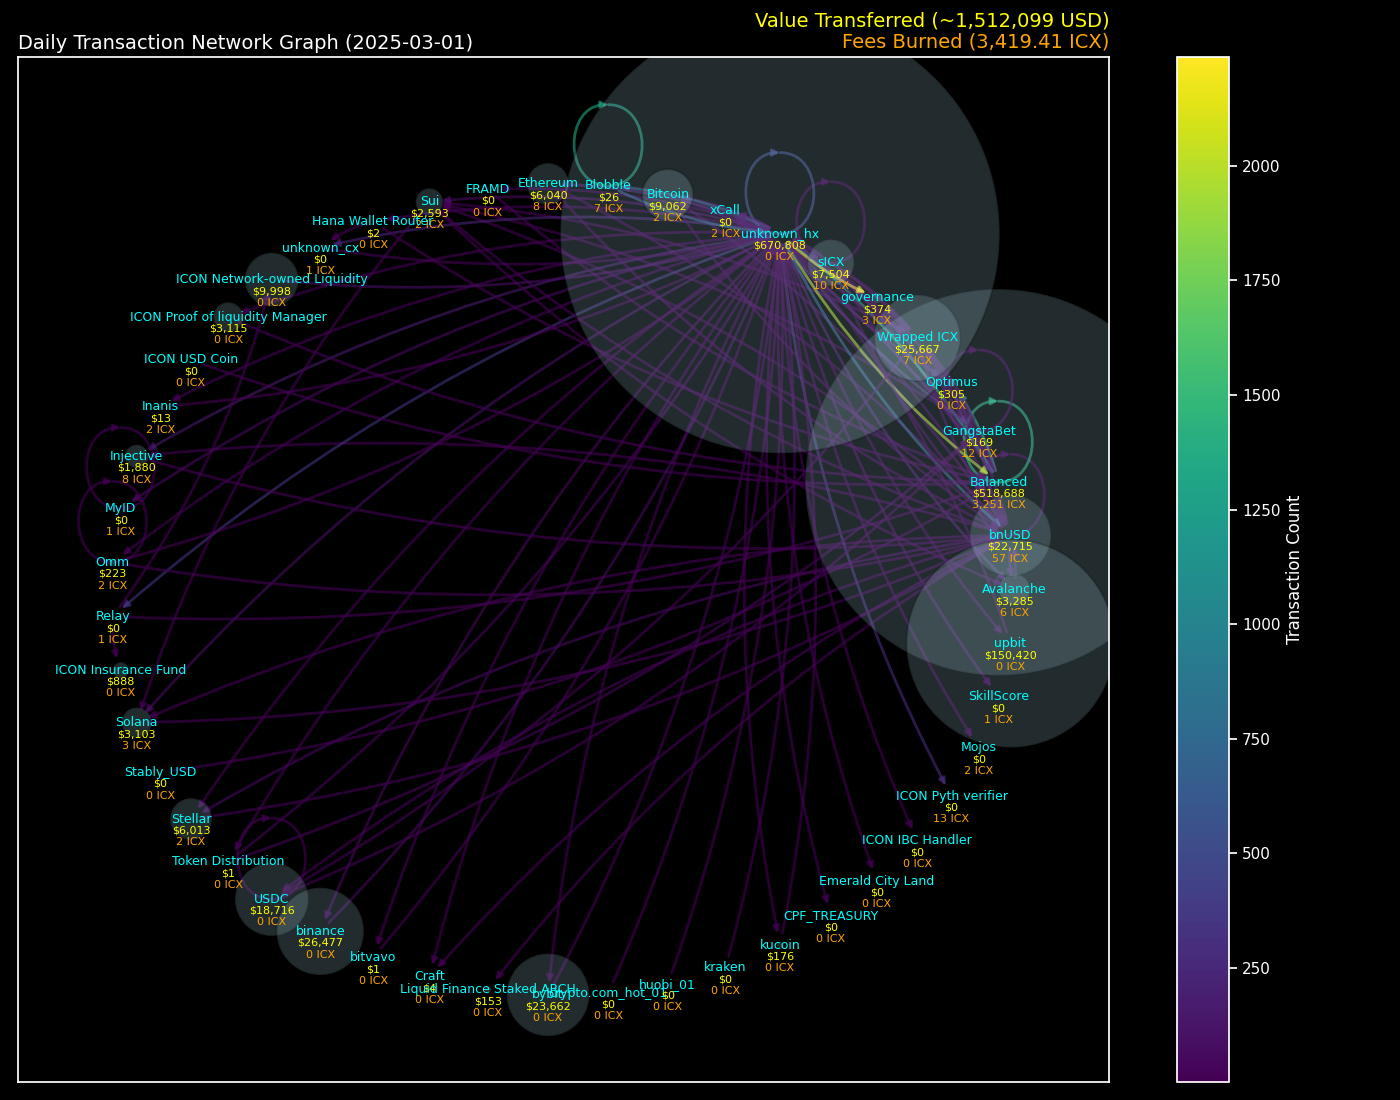 Value Transferred (~1,512,099 USD)
Daily Transaction Network Graph (2025-03-01)
Fees Burned (3,419.41 ICX)
Blobble
$26
7 ICX
Ethereum
$6,040
8 ICX
FRAMD
$0
0 ICX
Bitcoin
$9,062
2 ICX
Sui
$2,593
2 ICX
xCall
$0
2 ICX
Hana Wallet Router
$2
0 ICX
unknown_hx
$670,808
0 ICX
unknown_cx
$0
1 ICX
sICX
$7,504
10 ICX
ICON Network-owned Liquidity
$9,998
0 ICX
governance
$374
3 ICX
ICON Proof of liquidity Manager
$3,115
0 ICX
Wrapped ICX
$25,667
7 ICX
ICON USD Coin
$0
0 ICX
Optimus
$305
0 ICX
Inanis
$13
2 ICX
GangstaBet
$169
12 ICX
Injective
$1,880
8 ICX
Balanced
$518,688
3,251 ICX
MyID
$0
1 ICX
bnUSD
$22,715
57 ICX
Omm
$223
2 ICX
Avalanche
$3,285
6 ICX
Relay
$0
1 ICX
upbit
$150,420
0 ICX
ICON Insurance Fund
$888
0 ICX
SkillScore
$0
1 ICX
Solana
$3,103
3 ICX
Mojos
$0
2 ICX
Stably_USD
$0
0 ICX
ICON Pyth verifier
$0
13 ICX
Stellar
$6,013
2 ICX
ICON IBC Handler
$0
0 ICX
Token Distribution
$1
0 ICX
Emerald City Land
$0
0 ICX
USDC
$18,716
0 ICX
CPF_TREASURY
$0
0 ICX
binance
$26,477
0 ICX
kucoin
$176
0 ICX
bitvavo
$1
0 ICX
kraken
$0
0 ICX
Craft
0 ICX
huobi_01
$0
0 ICX
Liquid Finance Staked ARCH
$153
0 ICX
crypto.com_hot_01
$0
0 ICX
$23,662
0 ICX
2000
1750
1500
1250
1000
750
500
250
Transaction Count